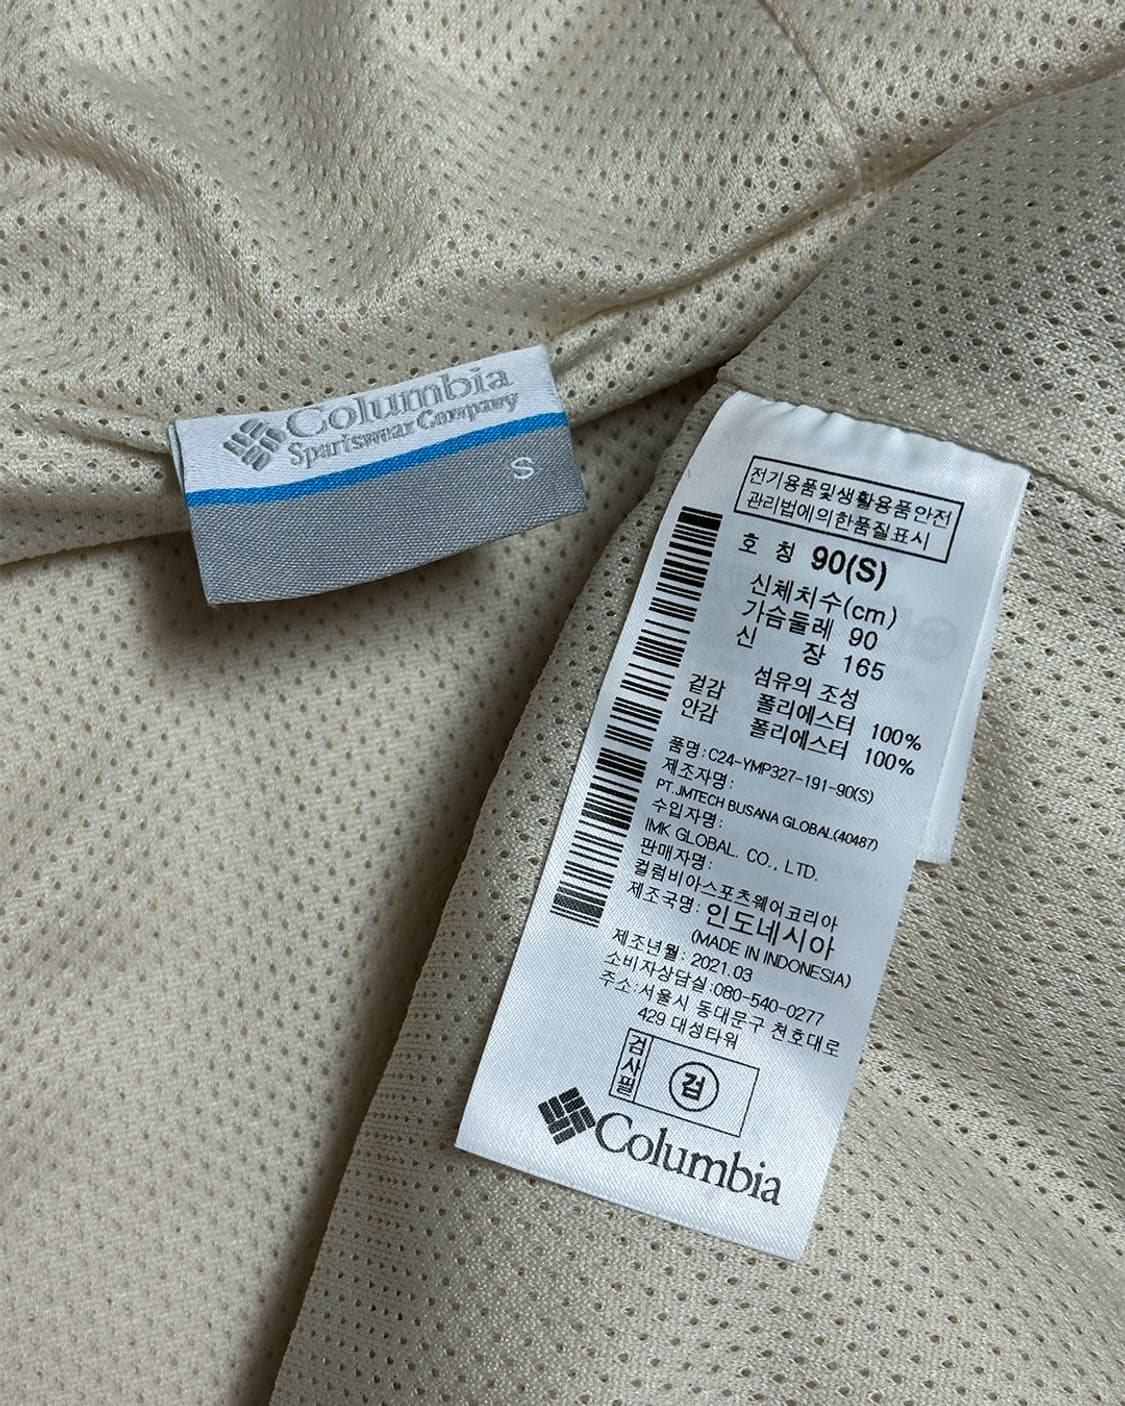 Columbia
Sportswear Company
S
전기용품및생활용품안전
관리법에의한품질표시
호 칭 90(S)
신체치수(cm)
가슴둘레 90
신 장 165
섬유의 조성
겉감 폴리에스터 100%
안감 폴리에스터 100%
품명:C24-YMP327-191-90(S)
제조자명:
PT.JMTECH BUSANA GLOBAL(40487)
수입자명:
IMK GLOBAL. CO., LTD.
판매자명:
컬럼비아스포츠웨어코리아
제조국명: 인도네시아
(MADE IN INDONESIA)
제조년월: 2021.03
소비자상담실:080-540-0277
주소:서울시 동대문구 천호대로
429 대성타워
검사필 검
Columbia